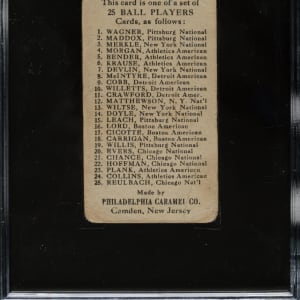 This card is one of a set of
25 BALL PLAYERS
Cards, as follows:
1. WAGNER, Pittsburg National
2. MADDOX, Pittsburg National
3. MERKLE, New York National
4. MORGAN, Athletics American
5. BENDER, Athletics American
6. KRAUSE, Athletics American
7. DEVLIN, New York National
8. McINTYRE, Detroit American
9. COBB, Detroit American
10. WILLETTS, Detroit American
11. CRAWFORD, Detroit Amer.
12. MATTHEWSON, N. Y. Nat'l
13. WILTSE, New York National
14. DOYLE, New York National
15. LEACH, Pittsburg National
16. LORD, Boston American
17. CICOTTE, Boston American
18. CARRIGAN, Boston American
19. WILLIS, Pittsburg National
20. EVERS, Chicago National
21. CHANCE, Chicago National
22. HOFFMAN, Chicago National
23. PLANK, Athletics American
24. COLLINS, Athletics American
25. REULBACH, Chicago Nat'l
Made by
PHILADELPHIA CARAMEL CO.
Camden, New Jersey